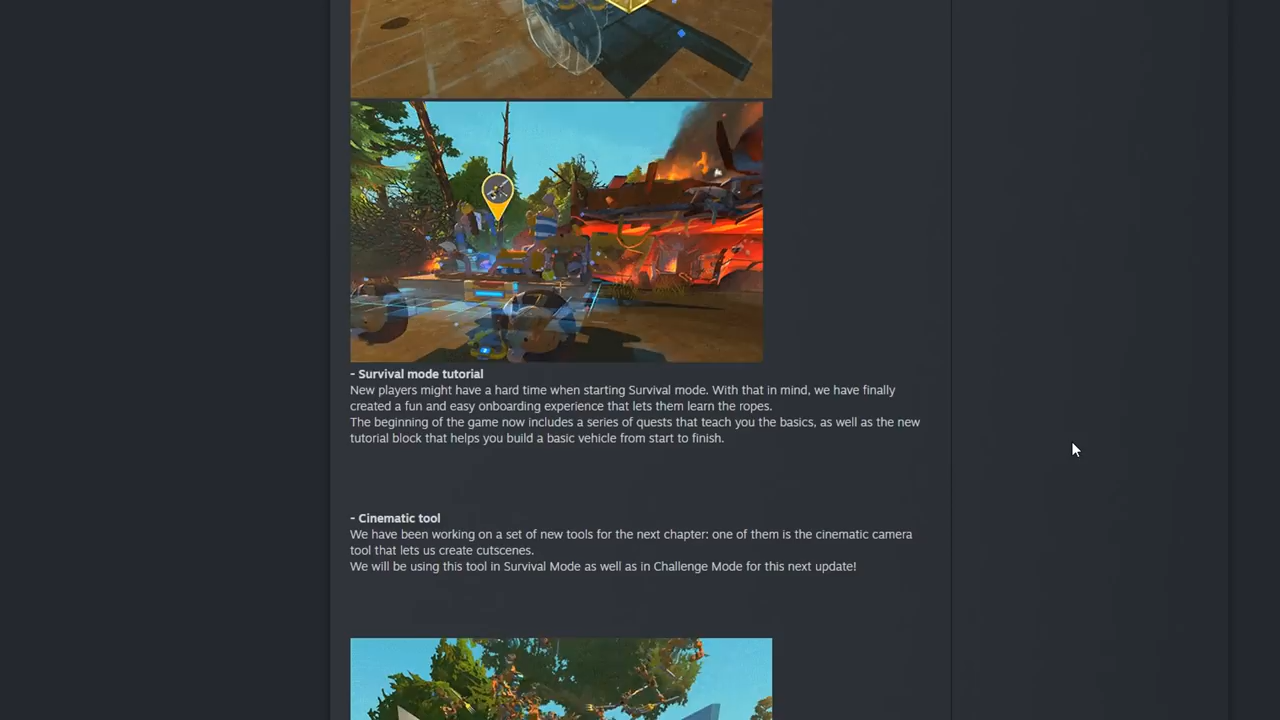 - Survival mode tutorial
New players might have a hard time when starting Survival mode. With that in mind, we have finally
created a fun and easy onboarding experience that lets them learn the ropes.
The beginning of the game now includes a series of quests that teach you the basics, as well as the new
tutorial block that helps you build a basic vehicle from start to finish.
- Cinematic tool
We have been working on a set of new tools for the next chapter: one of them is the cinematic camera
tool that lets us create cutscenes.
We will be using this tool in Survival Mode as well as in Challenge Mode for this next update!